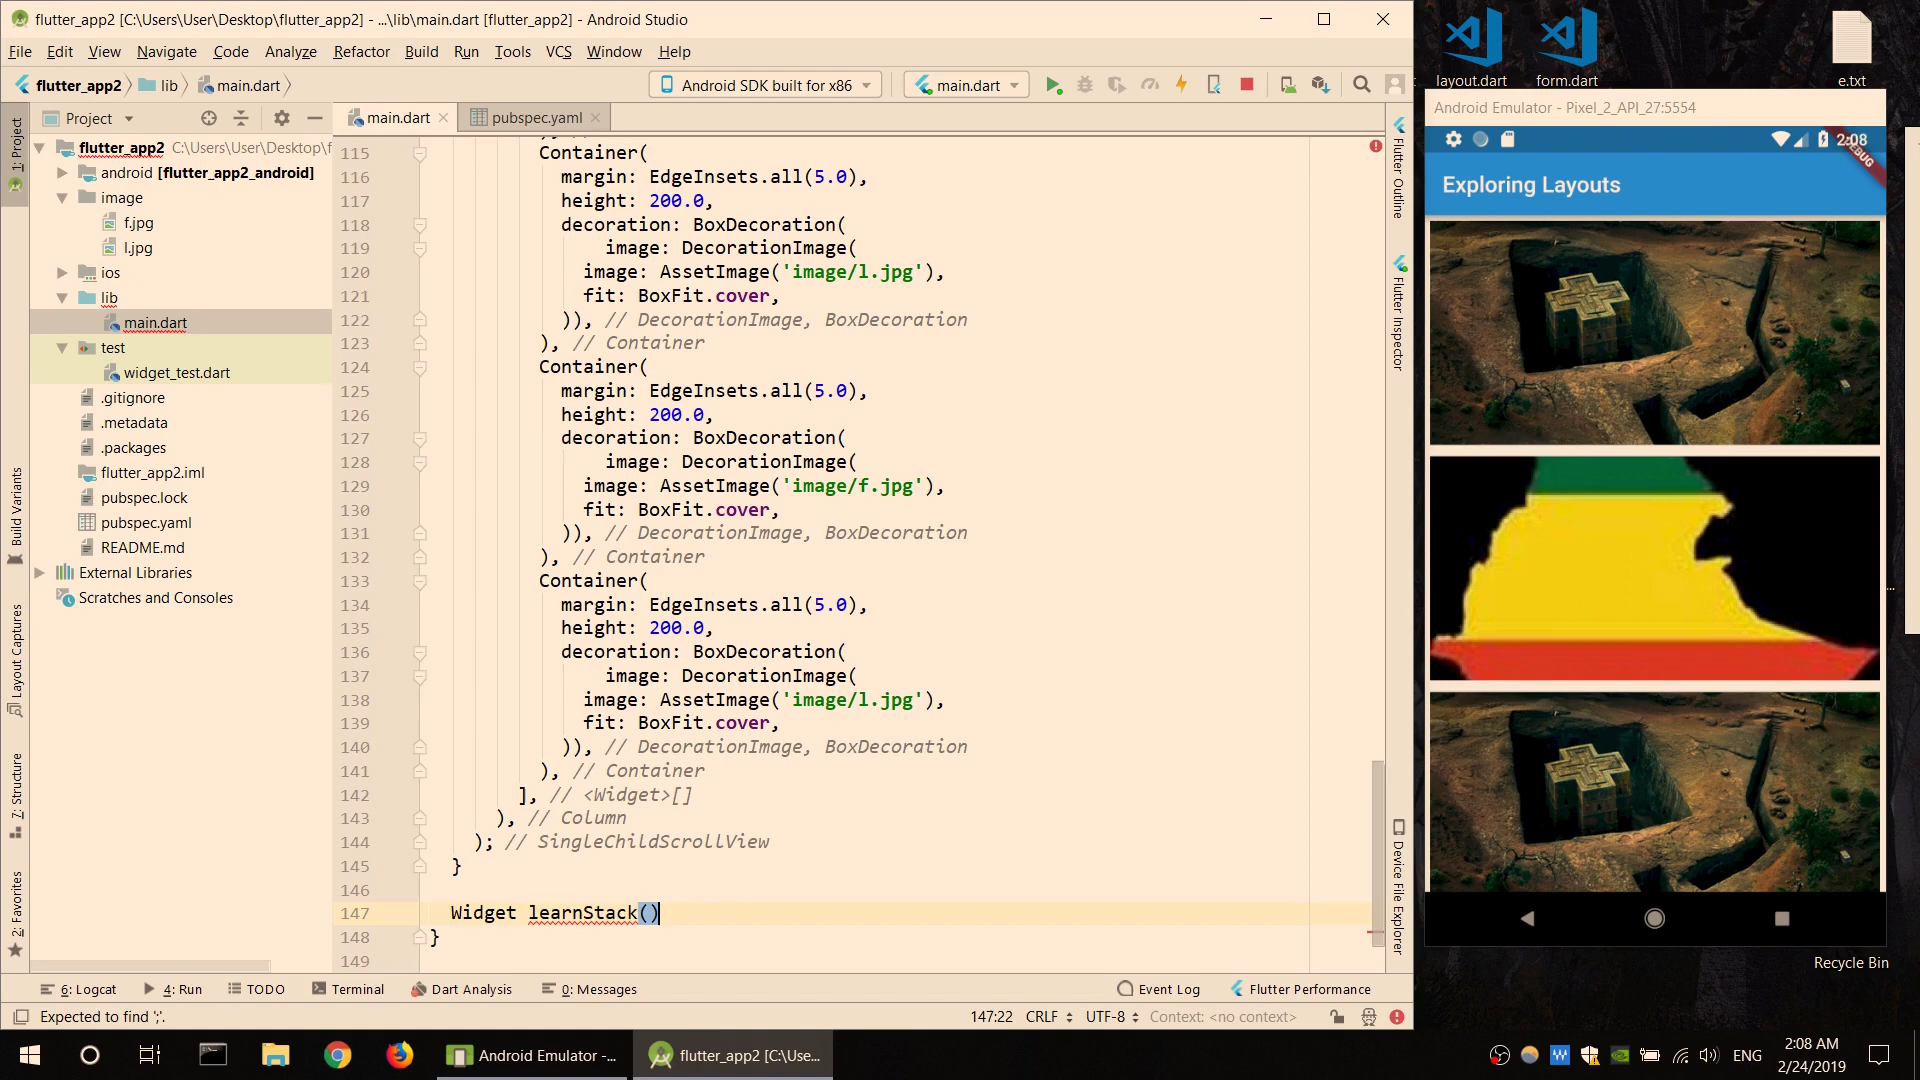 flutter_app2 [C:\Users\User\Desktop\flutter_app2] - ...\lib\main.dart [flutter_app2] - Android Studio
File Edit View Navigate Code Analyze Refactor Build Run Tools VCS Window Help
flutter_app2 lib main.dart
Android SDK built for x86
main.dart
Project
main.dart
pubspec.yaml
flutter_app2 C:\Users\User\Desktop\f
android [flutter_app2_android]
image
f.jpg
l.jpg
ios
lib
main.dart
test
widget_test.dart
.gitignore
.metadata
.packages
flutter_app2.iml
pubspec.lock
pubspec.yaml
README.md
External Libraries
Scratches and Consoles
1: Project
Build Variants
Layout Captures
7: Structure
2: Favorites
115 Container(
116 margin: EdgeInsets.all(5.0),
117 height: 200.0,
118 decoration: BoxDecoration(
119 image: DecorationImage(
120 image: AssetImage('image/l.jpg'),
121 fit: BoxFit.cover,
122 )), // DecorationImage, BoxDecoration
123 ), // Container
124 Container(
125 margin: EdgeInsets.all(5.0),
126 height: 200.0,
127 decoration: BoxDecoration(
128 image: DecorationImage(
129 image: AssetImage('image/f.jpg'),
130 fit: BoxFit.cover,
131 )), // DecorationImage, BoxDecoration
132 ), // Container
133 Container(
134 margin: EdgeInsets.all(5.0),
135 height: 200.0,
136 decoration: BoxDecoration(
137 image: DecorationImage(
138 image: AssetImage('image/l.jpg'),
139 fit: BoxFit.cover,
140 )), // DecorationImage, BoxDecoration
141 ), // Container
142 ], // <Widget>[]
143 ), // Column
144 ); // SingleChildScrollView
145 }
146
147 Widget learnStack()
148 }
149
Flutter Outline
Flutter Inspector
Device File Explorer
6: Logcat 4: Run TODO Terminal Dart Analysis 0: Messages Event Log Flutter Performance
Expected to find ';'. 147:22 CRLF UTF-8 Context: <no context>
layout.dart
form.dart
e.txt
Android Emulator - Pixel_2_API_27:5554
2:08
DEBUG
Exploring Layouts
...
Recycle Bin
Android Emulator -...
flutter_app2 [C:\Use...
ENG
2:08 AM
2/24/2019